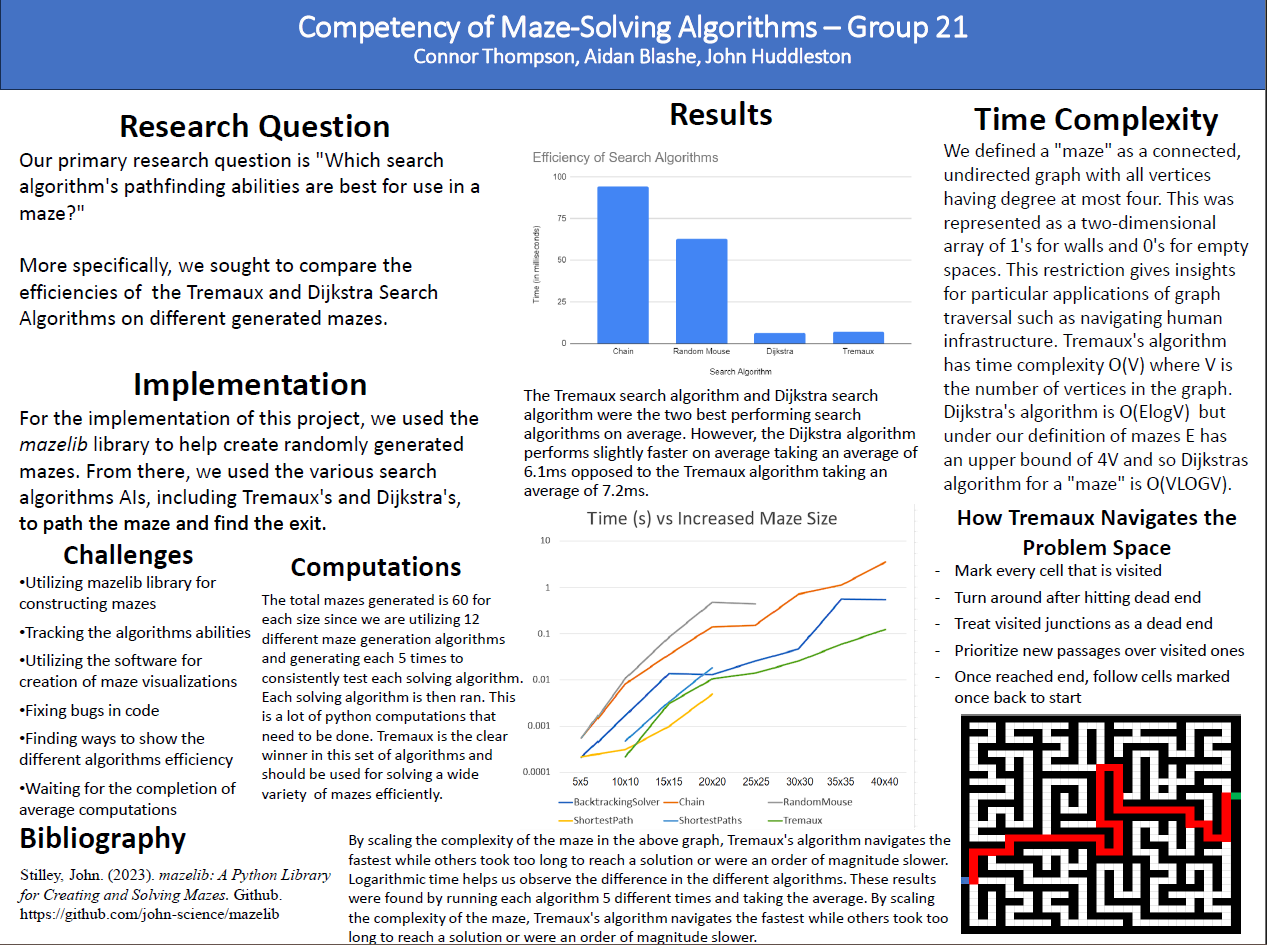 Competency of Maze-Solving Algorithms – Group 21
Connor Thompson, Aidan Blashe, John Huddleston
Research Question
Our primary research question is "Which search
algorithm's pathfinding abilities are best for use in a
maze?"
More specifically, we sought to compare the
efficiencies of the Tremaux and Dijkstra Search
Algorithms on different generated mazes.
Implementation
For the implementation of this project, we used the
mazelib library to help create randomly generated
mazes. From there, we used the various search
algorithms AIs, including Tremaux's and Dijkstra's,
to path the maze and find the exit.
Challenges
•Utilizing mazelib library for
constructing mazes
•Tracking the algorithms abilities
•Utilizing the software for
creation of maze visualizations
•Fixing bugs in code
•Finding ways to show the
different algorithms efficiency
•Waiting for the completion of
average computations
Computations
The total mazes generated is 60 for
each size since we are utilizing 12
different maze generation algorithms
and generating each 5 times to
consistently test each solving algorithm.
Each solving algorithm is then ran. This
is a lot of python computations that
need to be done. Tremaux is the clear
winner in this set of algorithms and
should be used for solving a wide
variety of mazes efficiently.
Bibliography
Stilley, John. (2023). mazelib: A Python Library
for Creating and Solving Mazes. Github.
https://github.com/john-science/mazelib
Results
Efficiency of Search Algorithms
Time (in milliseconds)
100
75
50
25
0
Chain Random Mouse Dijkstra Tremaux
Search Algorithm
The Tremaux search algorithm and Dijkstra search
algorithm were the two best performing search
algorithms on average. However, the Dijkstra algorithm
performs slightly faster on average taking an average of
6.1ms opposed to the Tremaux algorithm taking an
average of 7.2ms.
Time (s) vs Increased Maze Size
10
1
0.1
0.01
0.001
0.0001
5x5 10x10 15x15 20x20 25x25 30x30 35x35 40x40
BacktrackingSolver Chain RandomMouse
ShortestPath ShortestPaths Tremaux
By scaling the complexity of the maze in the above graph, Tremaux's algorithm navigates the
fastest while others took too long to reach a solution or were an order of magnitude slower.
Logarithmic time helps us observe the difference in the different algorithms. These results
were found by running each algorithm 5 different times and taking the average. By scaling
the complexity of the maze, Tremaux's algorithm navigates the fastest while others took too
long to reach a solution or were an order of magnitude slower.
Time Complexity
We defined a "maze" as a connected,
undirected graph with all vertices
having degree at most four. This was
represented as a two-dimensional
array of 1's for walls and 0's for empty
spaces. This restriction gives insights
for particular applications of graph
traversal such as navigating human
infrastructure. Tremaux's algorithm
has time complexity O(V) where V is
the number of vertices in the graph.
Dijkstra's algorithm is O(ElogV) but
under our definition of mazes E has
an upper bound of 4V and so Dijkstras
algorithm for a "maze" is O(VLOGV).
How Tremaux Navigates the
Problem Space
- Mark every cell that is visited
- Turn around after hitting dead end
- Treat visited junctions as a dead end
- Prioritize new passages over visited ones
- Once reached end, follow cells marked
once back to start